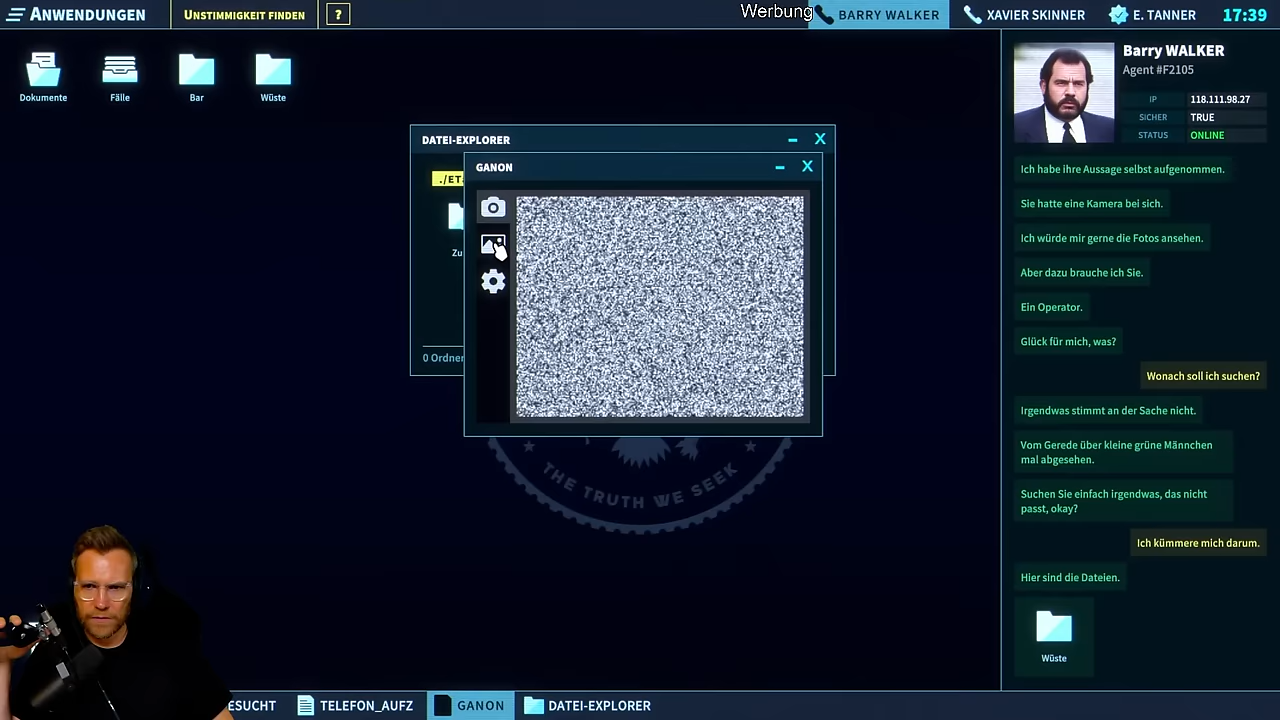 ANWENDUNGEN
UNSTIMMIGKEIT FINDEN
?
Werbung
BARRY WALKER
XAVIER SKINNER
E. TANNER
17:39
Dokumente
Fälle
Bar
Wüste
Barry WALKER
Agent #F2105
IP 118.111.98.27
SICHER TRUE
STATUS ONLINE
DATEI-EXPLORER
GANON
./ET
Zu
0 Ordner
THE TRUTH WE SEEK
Ich habe ihre Aussage selbst aufgenommen.
Sie hatte eine Kamera bei sich.
Ich würde mir gerne die Fotos ansehen.
Aber dazu brauche ich Sie.
Ein Operator.
Glück für mich, was?
Wonach soll ich suchen?
Irgendwas stimmt an der Sache nicht.
Vom Gerede über kleine grüne Männchen
mal abgesehen.
Suchen Sie einfach irgendwas, das nicht
passt, okay?
Ich kümmere mich darum.
Hier sind die Dateien.
Wüste
ESUCHT
TELEFON_AUFZ
GANON
DATEI-EXPLORER